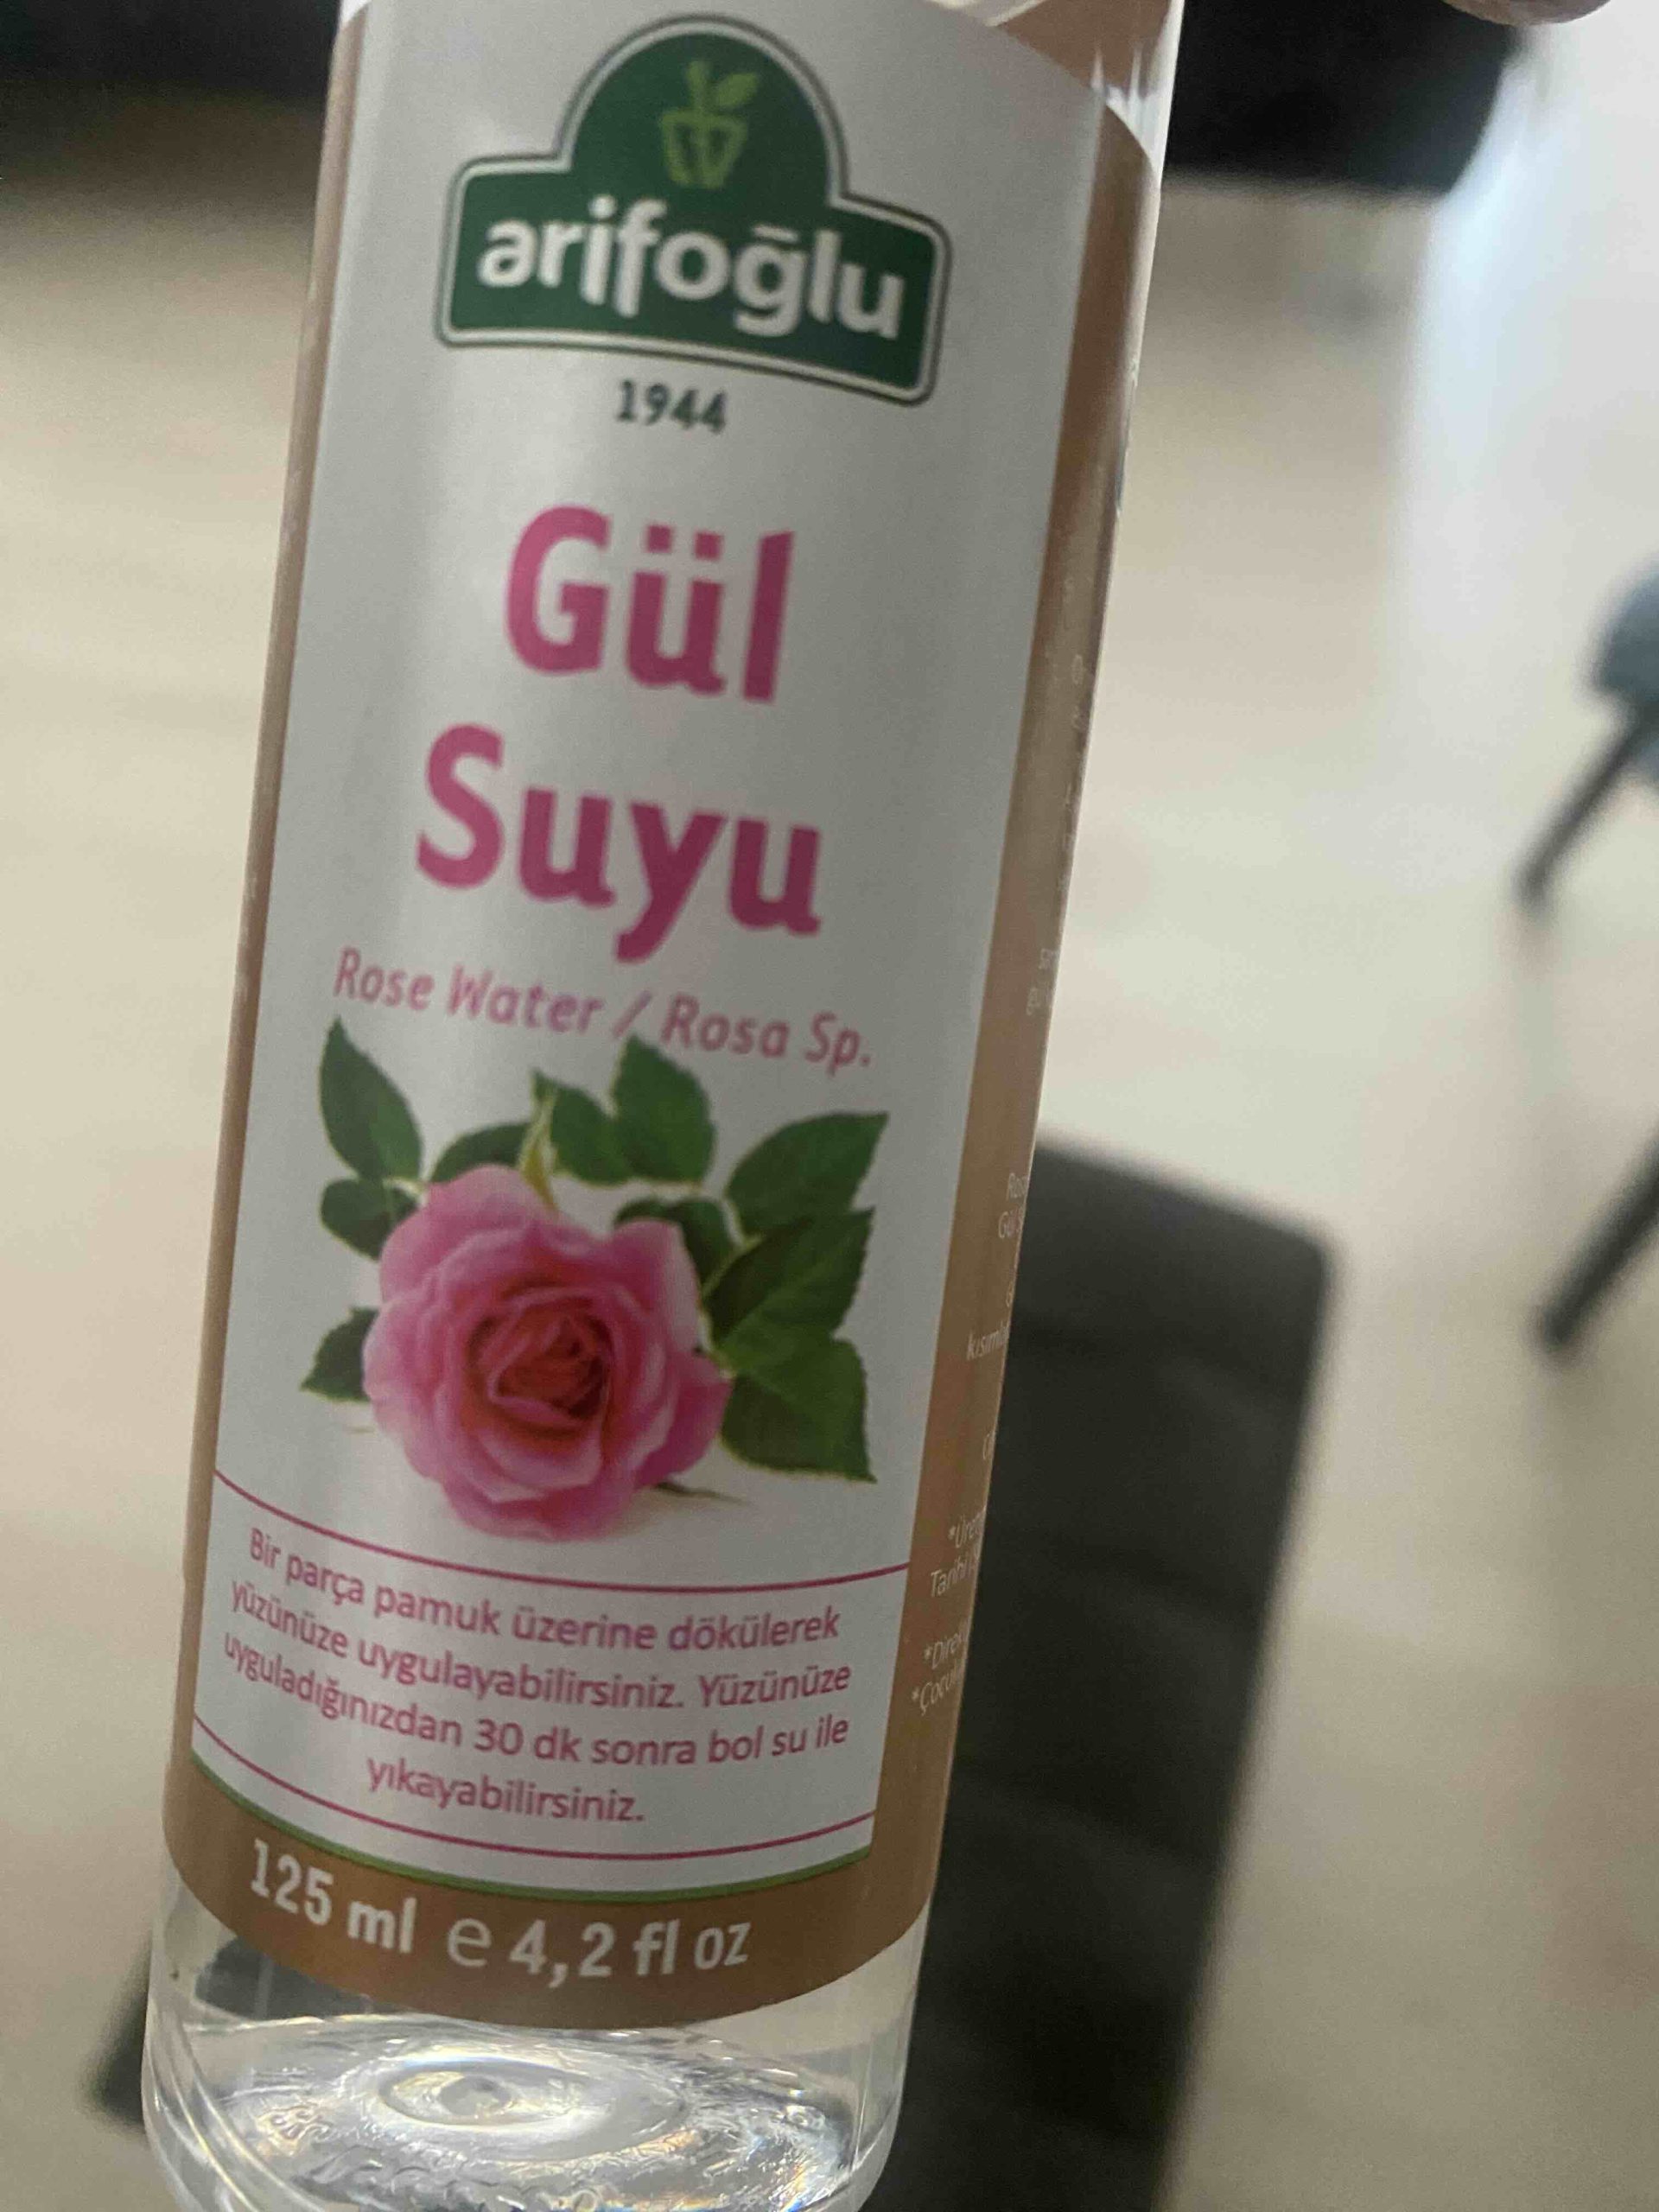 arifoğlu
1944
Gül
Suyu
Rose Water / Rosa Sp.
Bir parça pamuk üzerine dökülerek
yüzünüze uygulayabilirsiniz. Yüzünüze
uyguladığınızdan 30 dk sonra bol su ile
yıkayabilirsiniz.
125 ml e 4,2 fl oz